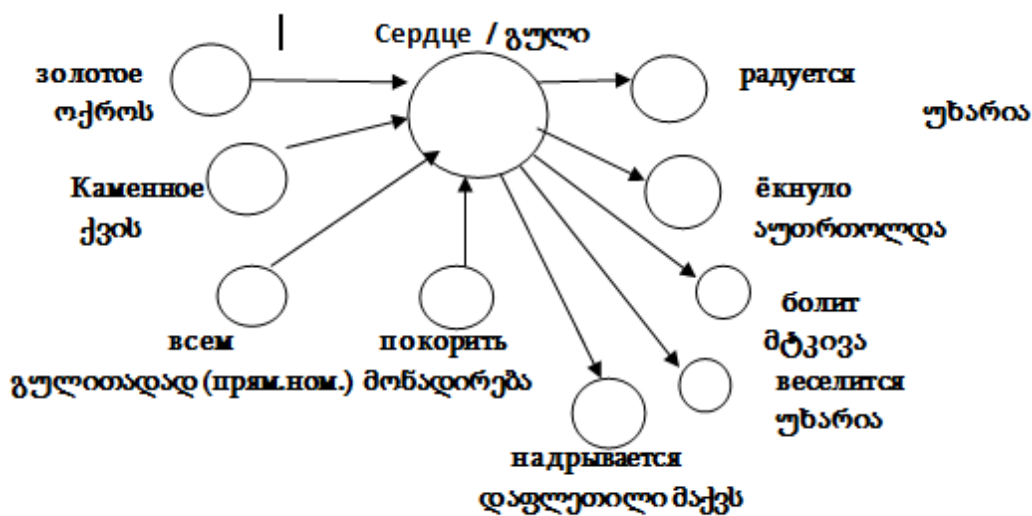 Сердце / გული
золотое
ოქროს
радуется
უხარია
Каменное
ქვის
ёкнуло
აუთრთოლდა
болит
მტკივა
всем
გულითადად (прям.ном.)
покорить
მონადირება
веселится
უხარია
надрывается
დაფლეთილი მაქვს